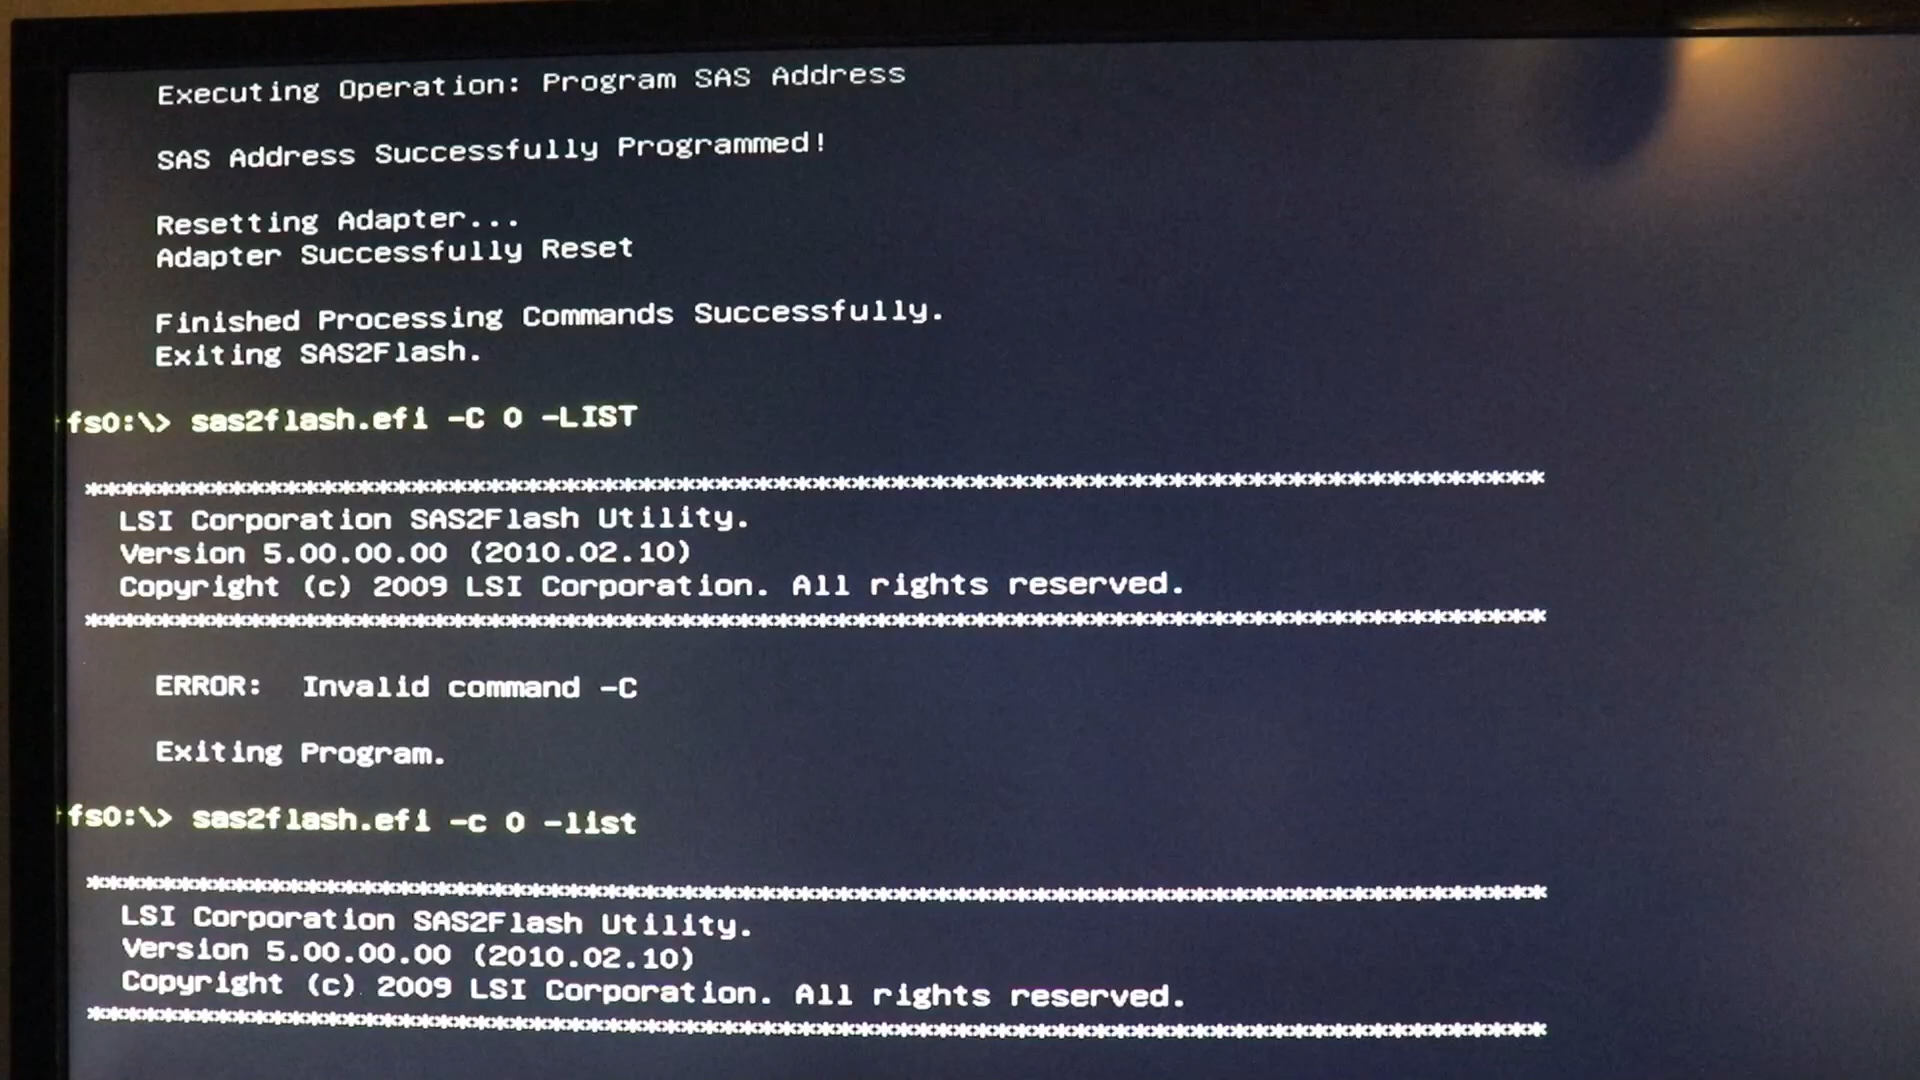 Executing Operation: Program SAS Address
SAS Address Successfully Programmed!
Resetting Adapter...
Adapter Successfully Reset
Finished Processing Commands Successfully.
Exiting SAS2Flash.
fs0:\> sas2flash.efi -C 0 -LIST
********************************************************************************
LSI Corporation SAS2Flash Utility.
Version 5.00.00.00 (2010.02.10)
Copyright (c) 2009 LSI Corporation. All rights reserved.
********************************************************************************
ERROR:  Invalid command -C
Exiting Program.
fs0:\> sas2flash.efi -c 0 -list
********************************************************************************
LSI Corporation SAS2Flash Utility.
Version 5.00.00.00 (2010.02.10)
Copyright (c) 2009 LSI Corporation. All rights reserved.
********************************************************************************